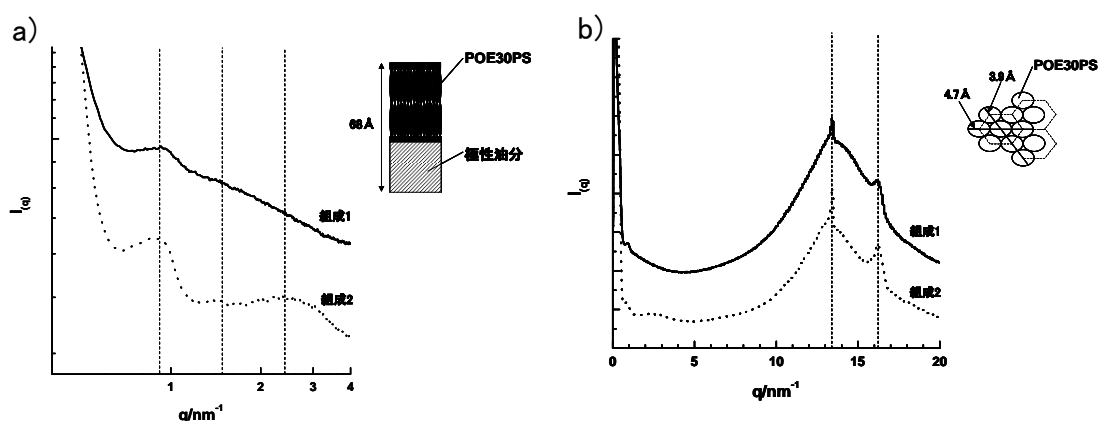 a)
POE30PS
68 Å
極性油分
I(q)
組成1
組成2
1
2
3
4
q/nm-1
b)
POE30PS
3.9 Å
4.7 Å
I(q)
組成1
組成2
0
5
10
15
20
q/nm-1